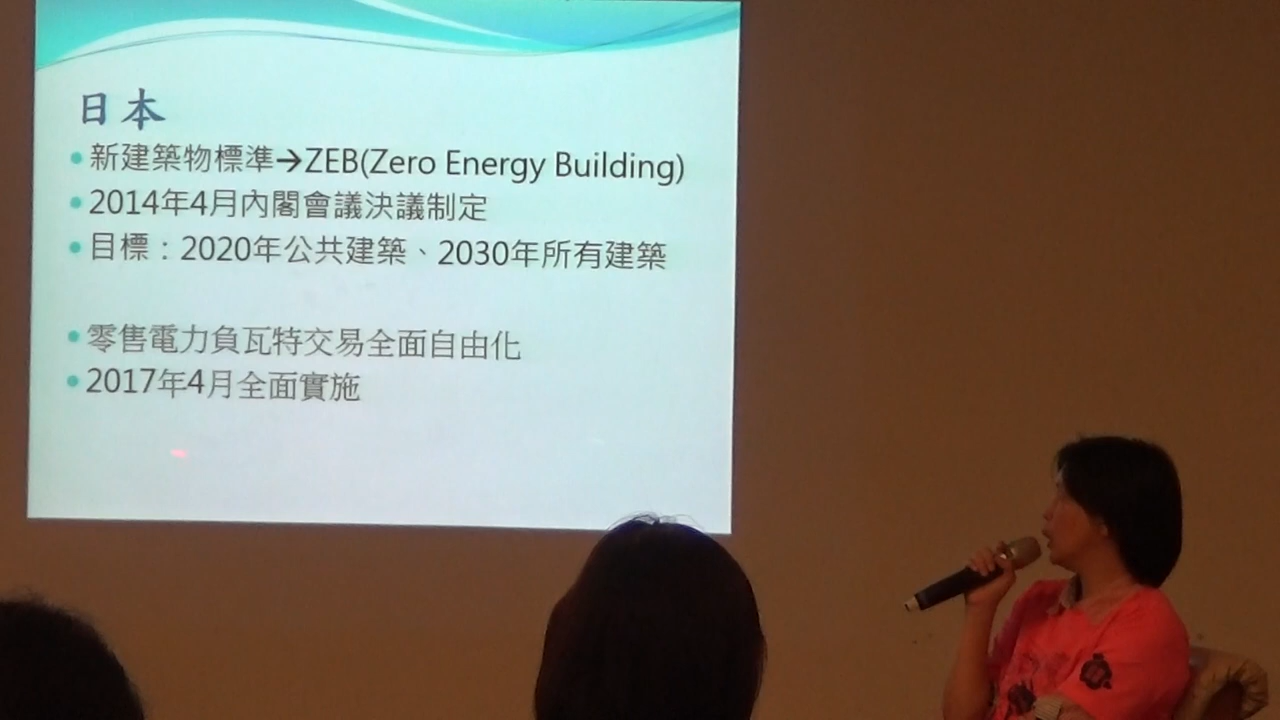 日本
新建築物標準→ZEB(Zero Energy Building)
2014年4月內閣會議決議制定
目標：2020年公共建築、2030年所有建築
零售電力負瓦特交易全面自由化
2017年4月全面實施